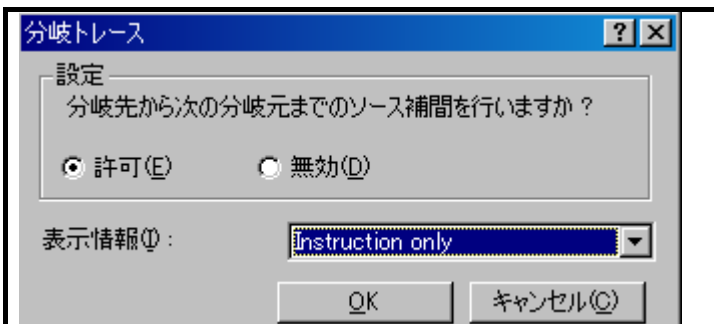 分岐トレース
設定
分岐先から次の分岐元までのソース補間を行いますか？
許可(E) 無効(D)
表示情報(I)： Instruction only
OK キャンセル(C)